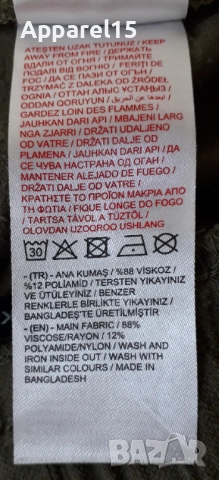 Apparel15
ATEŞTEN UZAK TUTUNUZ / KEEP
AWAY FROM FIRE / ДЕРЖАТЬ
ВДАЛИ ОТ ОГНЯ / ТРИМАЙТЕ
ПОДАЛІ ВІД ВОГНЮ / FERITI DE
FOC / ДА СЕ ПАЗИ ОТ ОГЪН /
TRZYMAĆ Z DALEKA OD ŹRÓDEŁ
OGNIA / ОТТАН АЛЫС ҰСТАҢЫЗ /
ODDAN QORUYUN /
GARDEZ LOIN DES FLAMMES /
JAUHKAN DARI API / MBAJENI LARG
NGA ZJARRI / DRŽATI UDALJENO
OD VATRE / DRŽATI DALJE OD
PLAMENA / JAUHKAN DARI API / ДА
СЕ ЧУВА НАСТРАНА ОД ОГАН /
MANTENER ALEJADO DE FUEGO /
DRŽATI DALJE OD VATRE /
ΚΡΑΤΗΣΤΕ ΤΟ ΠΡΟΪΟΝ ΜΑΚΡΙΑ ΑΠΟ
ΤΗ ΦΩΤΙΑ / FIQUE LONGE DO FOGO
/ TARTSA TÁVOL A TŰZTŐL /
OLOVDAN UZOQROQ USHLANG
30
-(TR)- ANA KUMAŞ / %88 VİSKOZ /
%12 POLİAMİD / TERSTEN YIKAYINIZ
VE ÜTÜLEYİNİZ / BENZER
RENKLERLE BİRLİKTE YIKAYINIZ /
BANGLADEŞ'TE ÜRETİLMİŞTİR
-(EN)- MAIN FABRIC / 88%
VISCOSE/RAYON / 12%
POLYAMIDE/NYLON / WASH AND
IRON INSIDE OUT / WASH WITH
SIMILAR COLOURS / MADE IN
BANGLADESH
bazar.bg